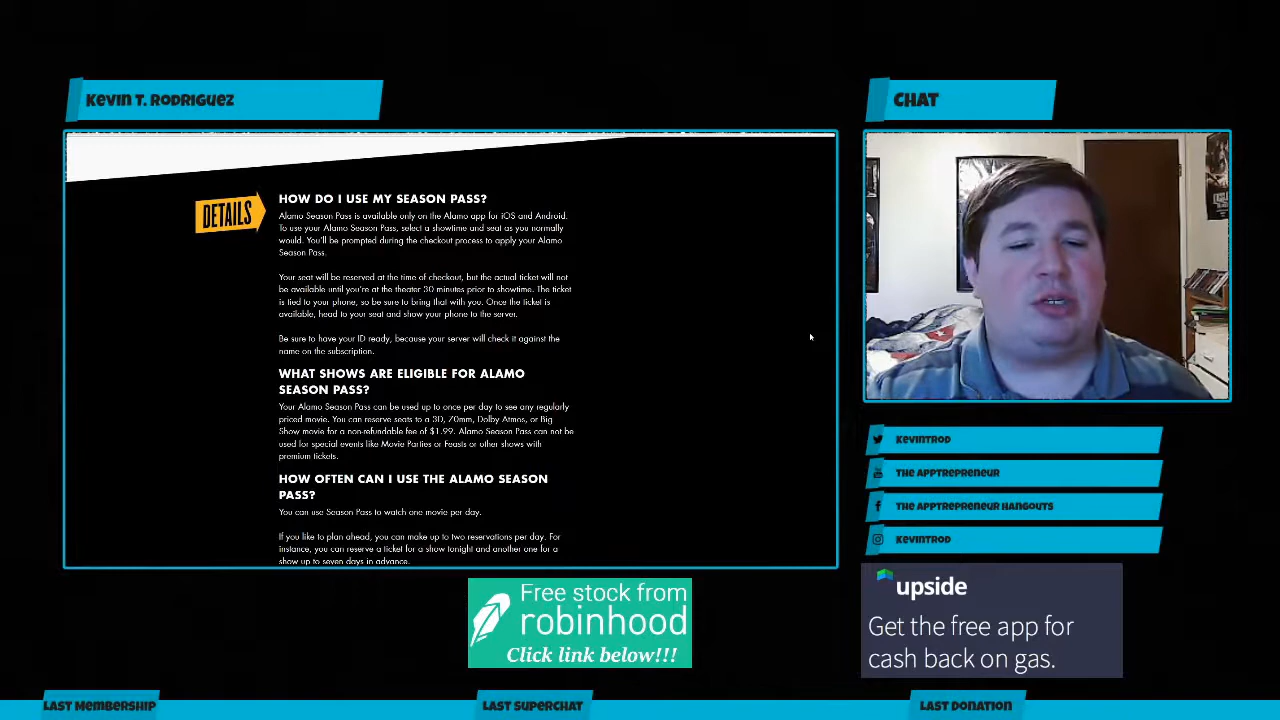 Kevin T. Rodriguez
CHAT
DETAILS
HOW DO I USE MY SEASON PASS?
Alamo Season Pass is available only on the Alamo app for iOS and Android.
To use your Alamo Season Pass, select a showtime and seat as you normally
would. You'll be prompted during the checkout process to apply your Alamo
Season Pass.
Your seat will be reserved at the time of checkout, but the actual ticket will not
be available until you're at the theater 30 minutes prior to showtime. The ticket
is tied to your phone, so be sure to bring that with you. Once the ticket is
available, head to your seat and show your phone to the server.
Be sure to have your ID ready, because your server will check it against the
name on the subscription.
WHAT SHOWS ARE ELIGIBLE FOR ALAMO
SEASON PASS?
Your Alamo Season Pass can be used up to once per day to see any regularly
priced movie. You can reserve seats to a 3D, 70mm, Dolby Atmos, or Big
Show movie for a non-refundable fee of $1.99. Alamo Season Pass can not be
used for special events like Movie Parties or Feasts or other shows with
premium tickets.
HOW OFTEN CAN I USE THE ALAMO SEASON
PASS?
You can use Season Pass to watch one movie per day.
If you like to plan ahead, you can make up to two reservations per day. For
instance, you can reserve a ticket for a show tonight and another one for a
show up to seven days in advance.
KEVINTROD
THE APPTREPRENEUR
THE APPTREPRENEUR HANGOUTS
KEVINTROD
Free stock from
robinhood
Click link below!!!
upside
Get the free app for
cash back on gas.
LAST MEMBERSHIP
LAST SUPERCHAT
LAST DONATION